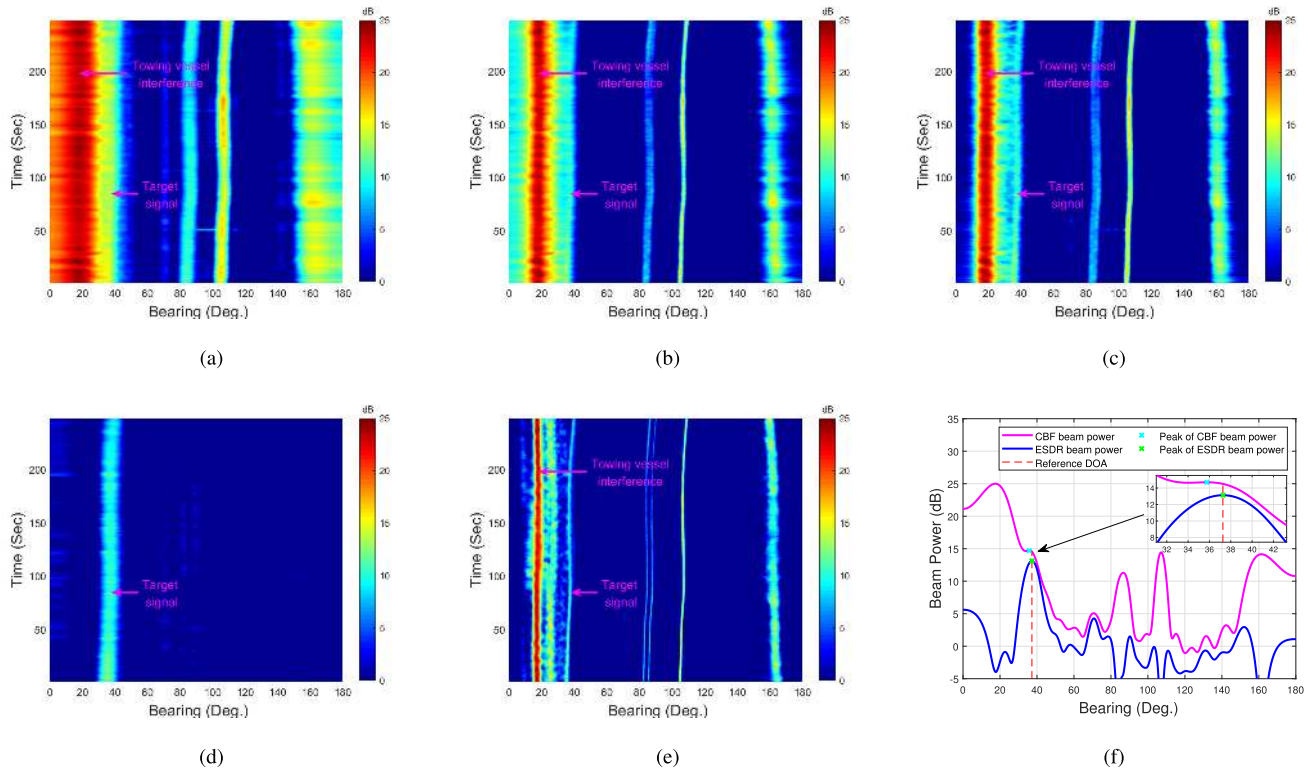 dB
25
20
15
10
5
0
200
150
100
50
0 20 40 60 80 100 120 140 160 180
Time (Sec)
Bearing (Deg.)
Towing vessel
interference
Target
signal
(a)
dB
25
20
15
10
5
0
200
150
100
50
0 20 40 60 80 100 120 140 160 180
Time (Sec)
Bearing (Deg.)
Towing vessel
interference
Target
signal
(b)
dB
25
20
15
10
5
0
200
150
100
50
0 20 40 60 80 100 120 140 160 180
Time (Sec)
Bearing (Deg.)
Towing vessel
interference
Target
signal
(c)
dB
25
20
15
10
5
0
200
150
100
50
0 20 40 60 80 100 120 140 160 180
Time (Sec)
Bearing (Deg.)
Target
signal
(d)
dB
25
20
15
10
5
0
200
150
100
50
0 20 40 60 80 100 120 140 160 180
Time (Sec)
Bearing (Deg.)
Towing vessel
interference
Target
signal
(e)
35
30
25
20
15
10
5
0
-5
0 20 40 60 80 100 120 140 160 180
Beam Power (dB)
Bearing (Deg.)
CBF beam power
ESDR beam power
Reference DOA
Peak of CBF beam power
Peak of ESDR beam power
14
12
10
8
32 34 36 38 40 42
(f)